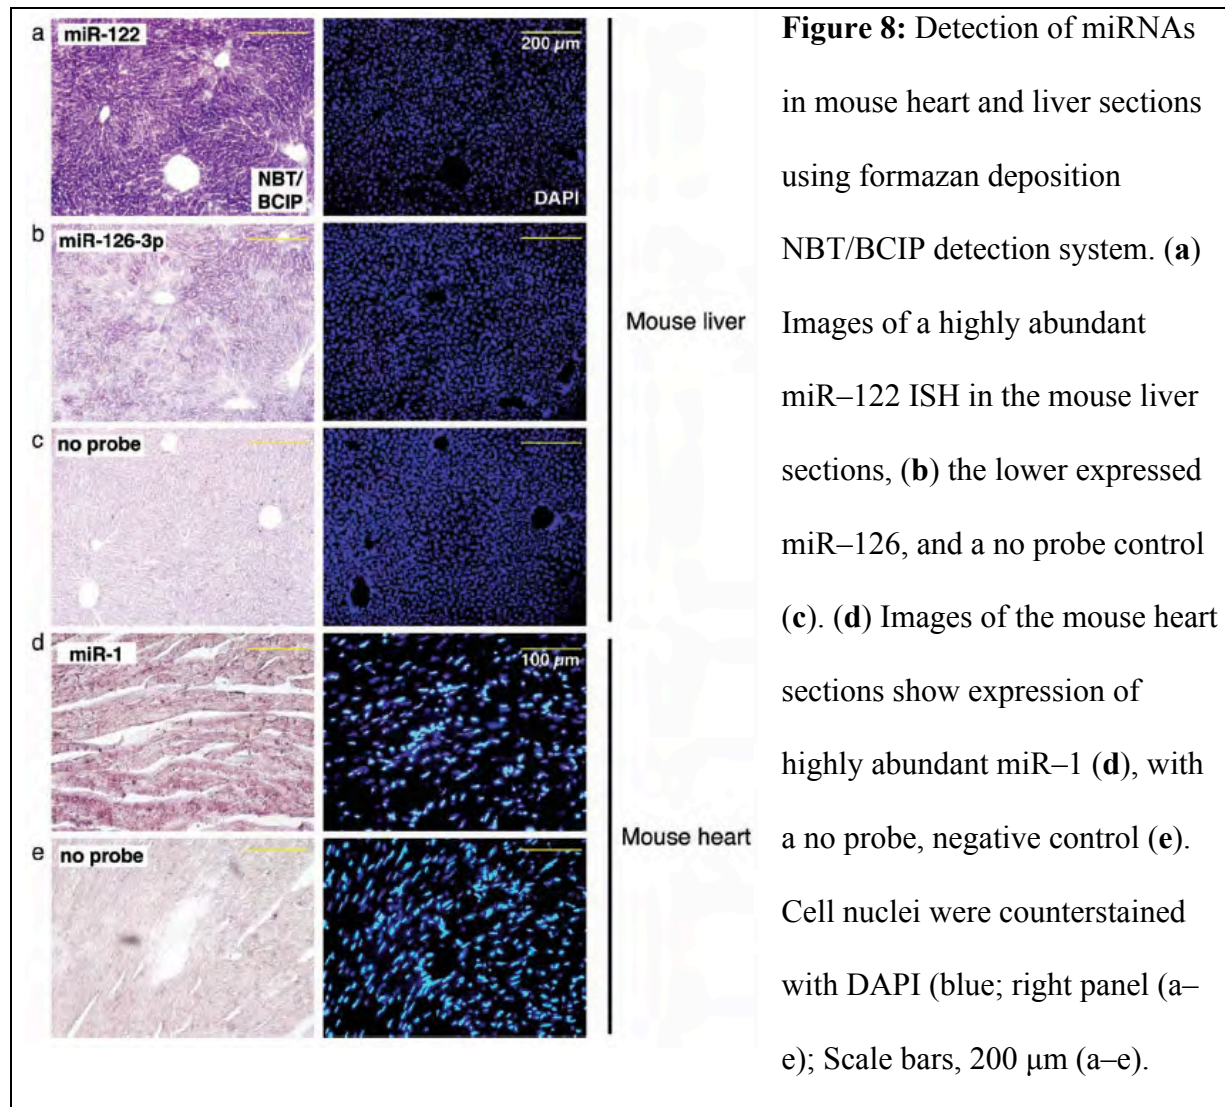 a
miR-122
NBT/
BCIP
200 µm
DAPI
b
miR-126-3p
c
no probe
Mouse liver
d
miR-1
100 µm
e
no probe
Mouse heart
Figure 8: Detection of miRNAs
in mouse heart and liver sections
using formazan deposition
NBT/BCIP detection system. (a)
Images of a highly abundant
miR–122 ISH in the mouse liver
sections, (b) the lower expressed
miR–126, and a no probe control
(c). (d) Images of the mouse heart
sections show expression of
highly abundant miR–1 (d), with
a no probe, negative control (e).
Cell nuclei were counterstained
with DAPI (blue; right panel (a–
e); Scale bars, 200 μm (a–e).